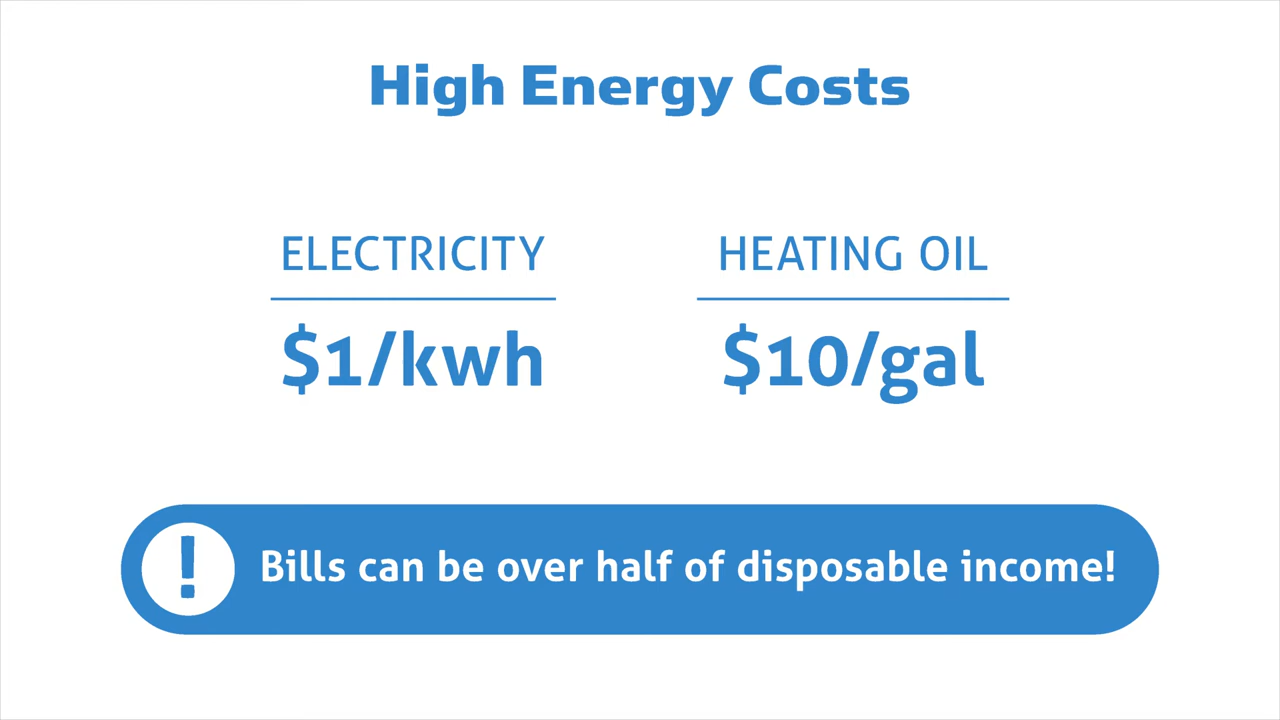 High Energy Costs
ELECTRICITY
$1/kwh
HEATING OIL
$10/gal
! Bills can be over half of disposable income!